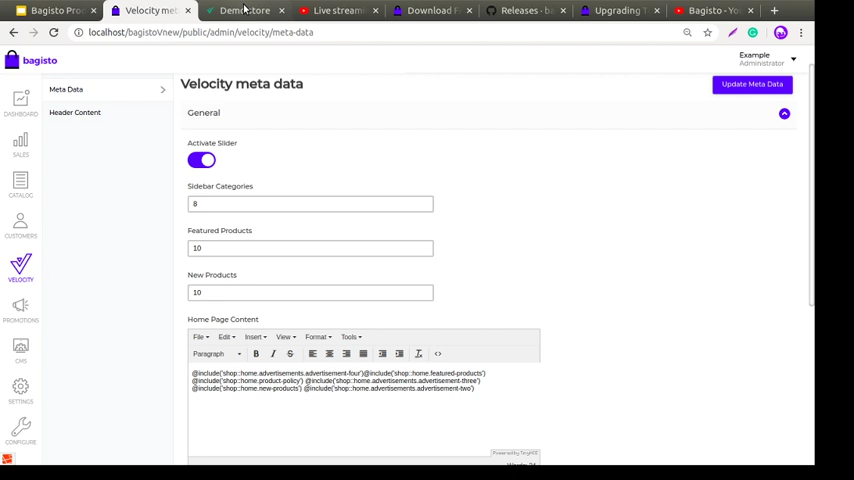 Bagisto Pro
Velocity met
Demo store
Live streami
Download F
Releases · ba
Upgrading T
Bagisto - Yo
localhost/bagistoVnew/public/admin/velocity/meta-data
bagisto
Example
Administrator
Meta Data
Header Content
DASHBOARD
SALES
CATALOG
CUSTOMERS
VELOCITY
PROMOTIONS
CMS
SETTINGS
CONFIGURE
Velocity meta data
Update Meta Data
General
Activate Slider
Sidebar Categories
8
Featured Products
10
New Products
10
Home Page Content
File Edit Insert View Format Tools
Paragraph B I S
@include('shop::home.advertisements.advertisement-four')@include('shop::home.featured-products')
@include('shop::home.product-policy') @include('shop::home.advertisements.advertisement-three')
@include('shop::home.new-products') @include('shop::home.advertisements.advertisement-two')
Powered by TinyMCE